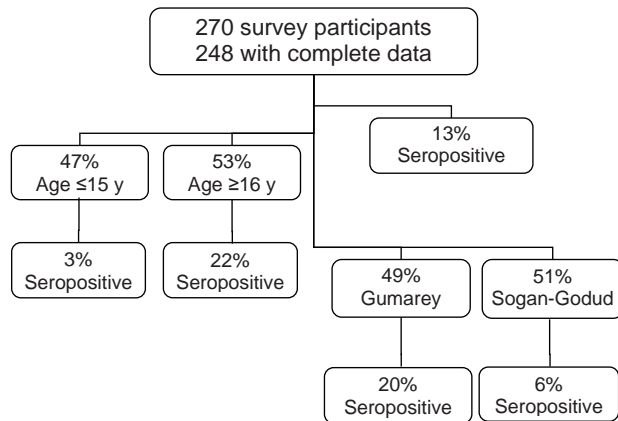 270 survey participants
248 with complete data
13%
Seropositive
47%
Age ≤15 y
53%
Age ≥16 y
3%
Seropositive
22%
Seropositive
49%
Gumarey
51%
Sogan-Godud
20%
Seropositive
6%
Seropositive